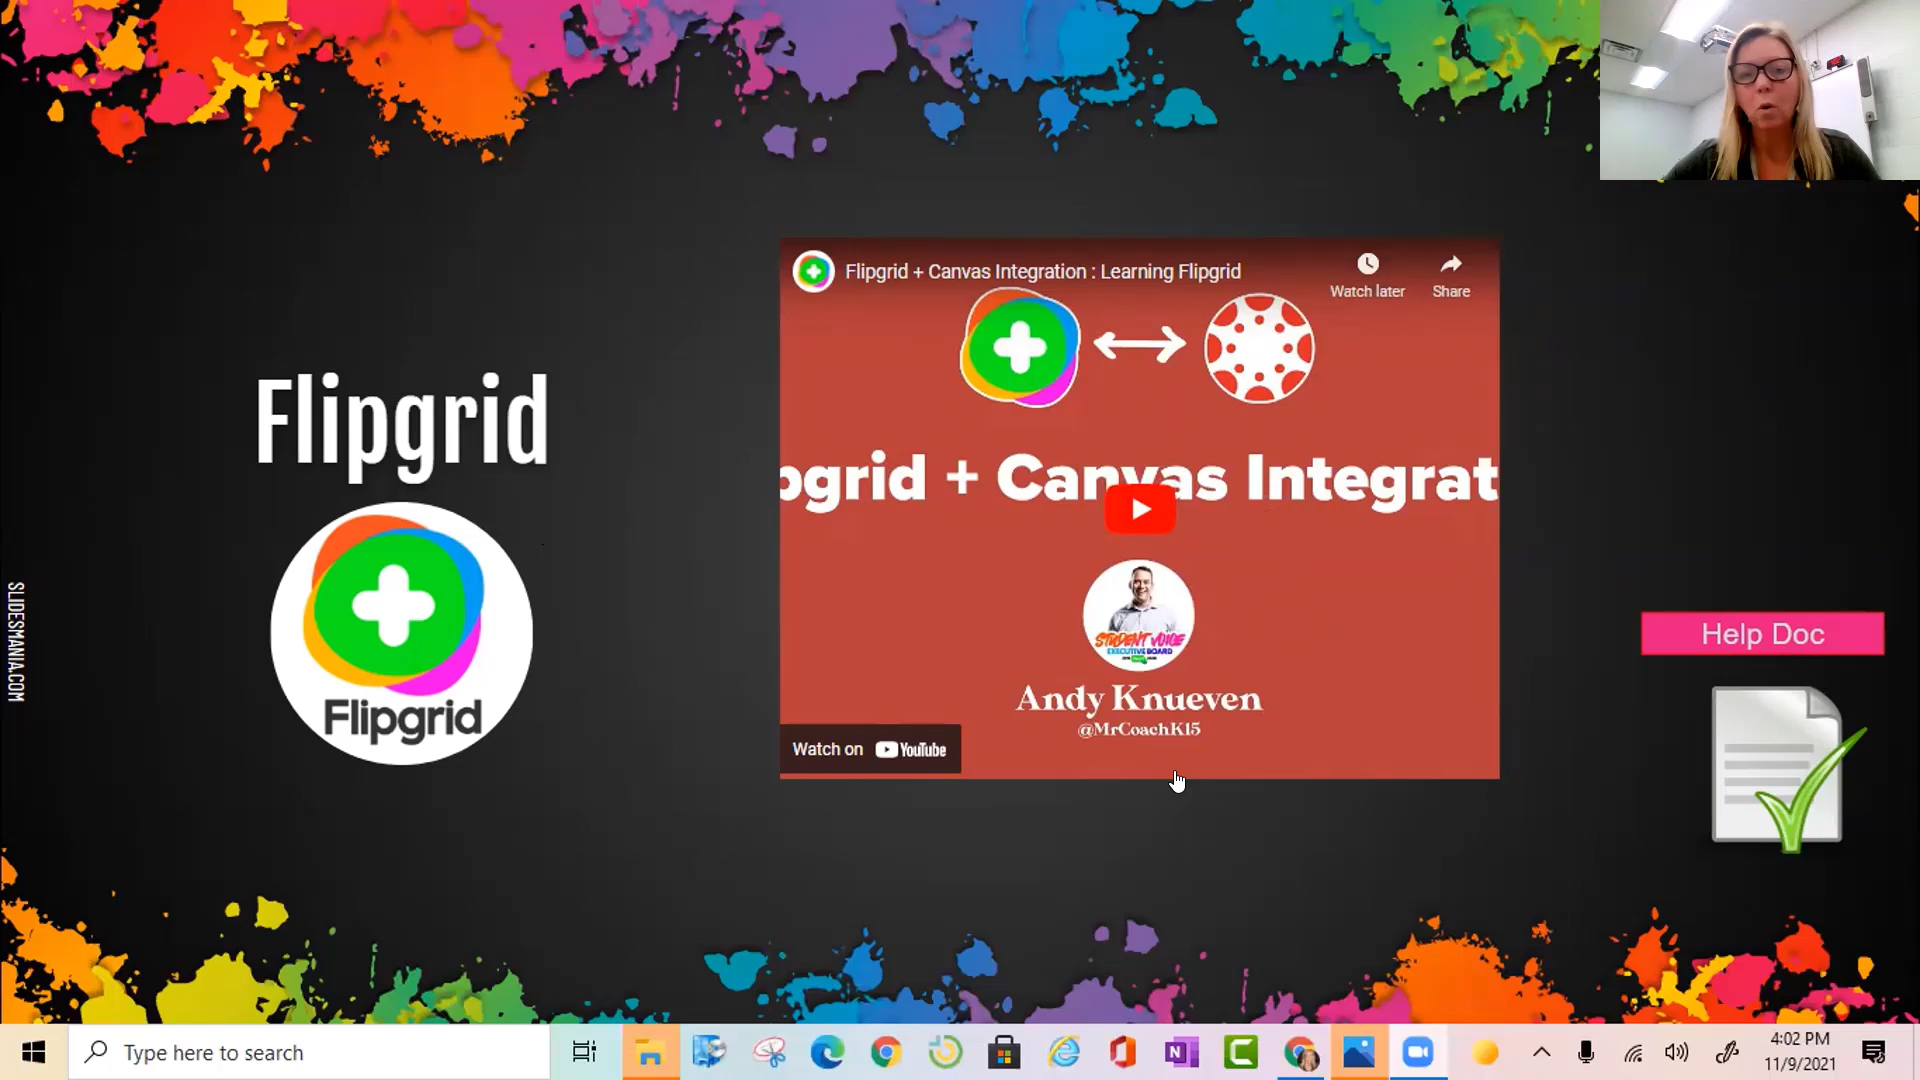 Flipgrid + Canvas Integration : Learning Flipgrid
Watch later
Share
pgrid + Canvas Integrat
Flipgrid
Flipgrid
STUDENT VOICE
EXECUTIVE BOARD
Andy Knueven
@MrCoachK15
Watch on YouTube
Help Doc
SLIDESMANIA.COM
Type here to search
4:02 PM
11/9/2021